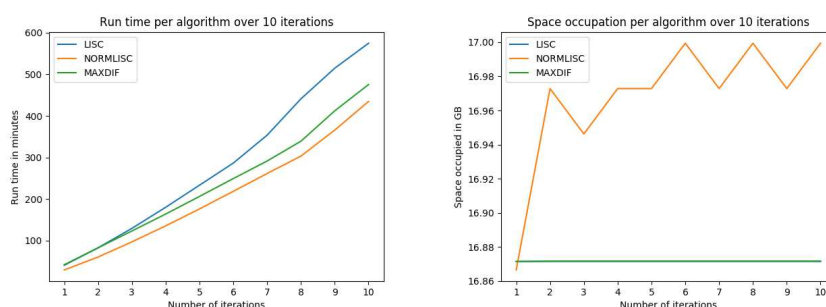 Run time per algorithm over 10 iterations
LISC
NORMLISC
MAXDIF
600
500
400
300
200
100
Run time in minutes
1 2 3 4 5 6 7 8 9 10
Number of iterations
Space occupation per algorithm over 10 iterations
LISC
NORMLISC
MAXDIF
17.00
16.98
16.96
16.94
16.92
16.90
16.88
16.86
Space occupied in GB
1 2 3 4 5 6 7 8 9 10
Number of iterations